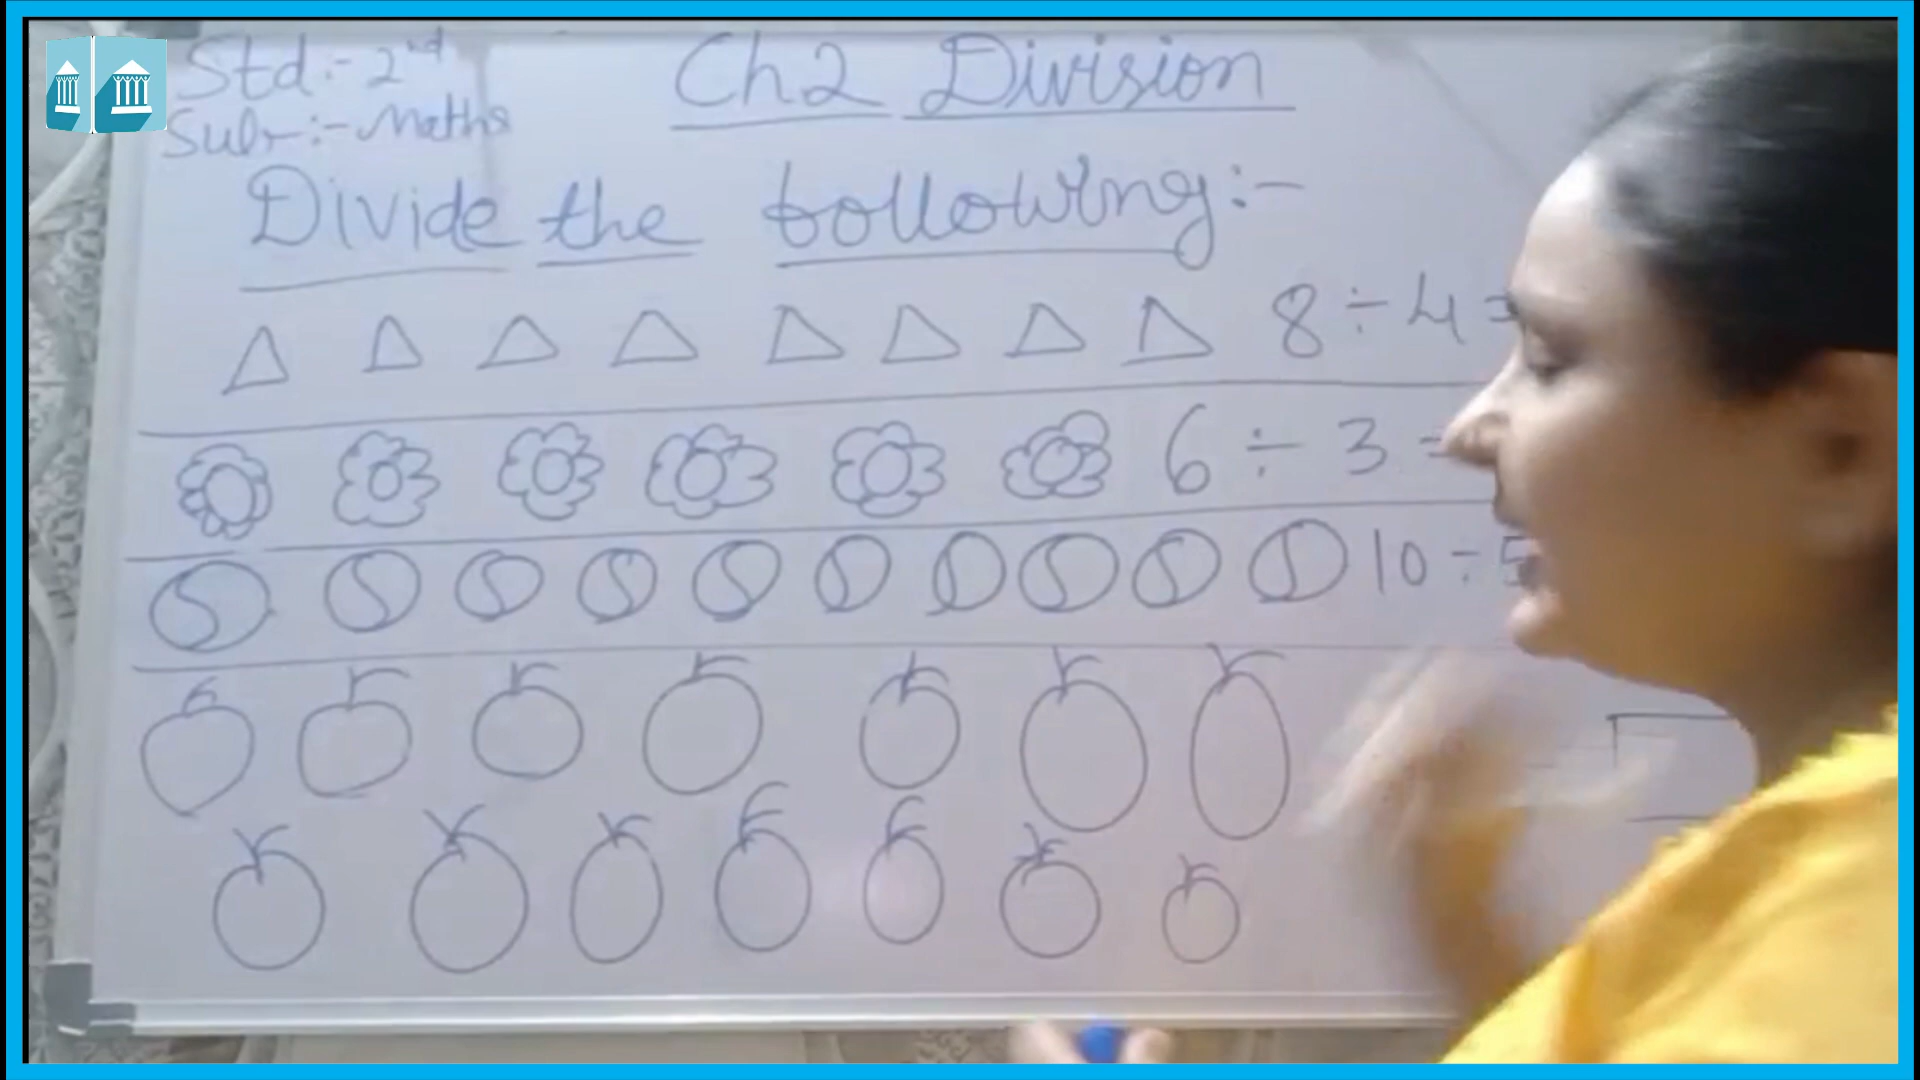 Std:- 2nd
Sub:- Maths
Ch2 Division
Divide the following:-
8 ÷ 4 =
6 ÷ 3 =
10 ÷ 5